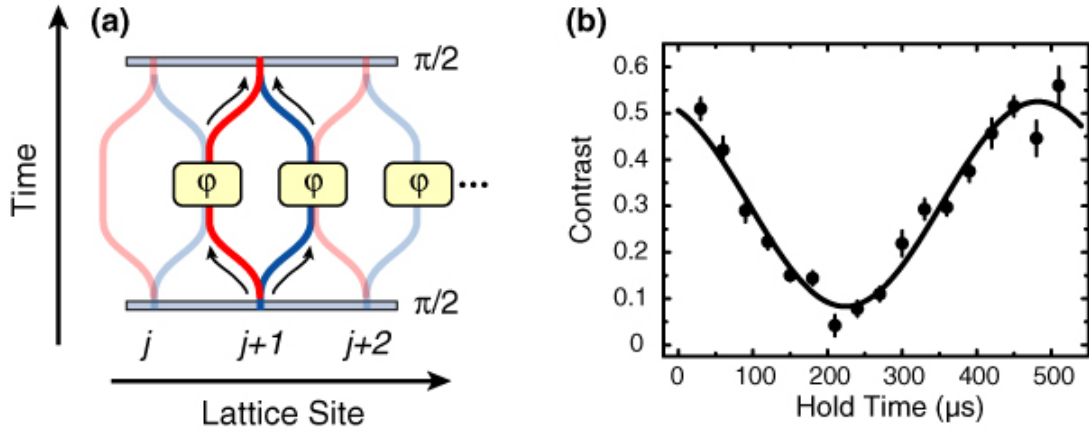 (a)
Time
π/2
φ φ φ ...
π/2
j j+1 j+2
Lattice Site
(b)
Contrast
0.6
0.5
0.4
0.3
0.2
0.1
0
0 100 200 300 400 500
Hold Time (µs)